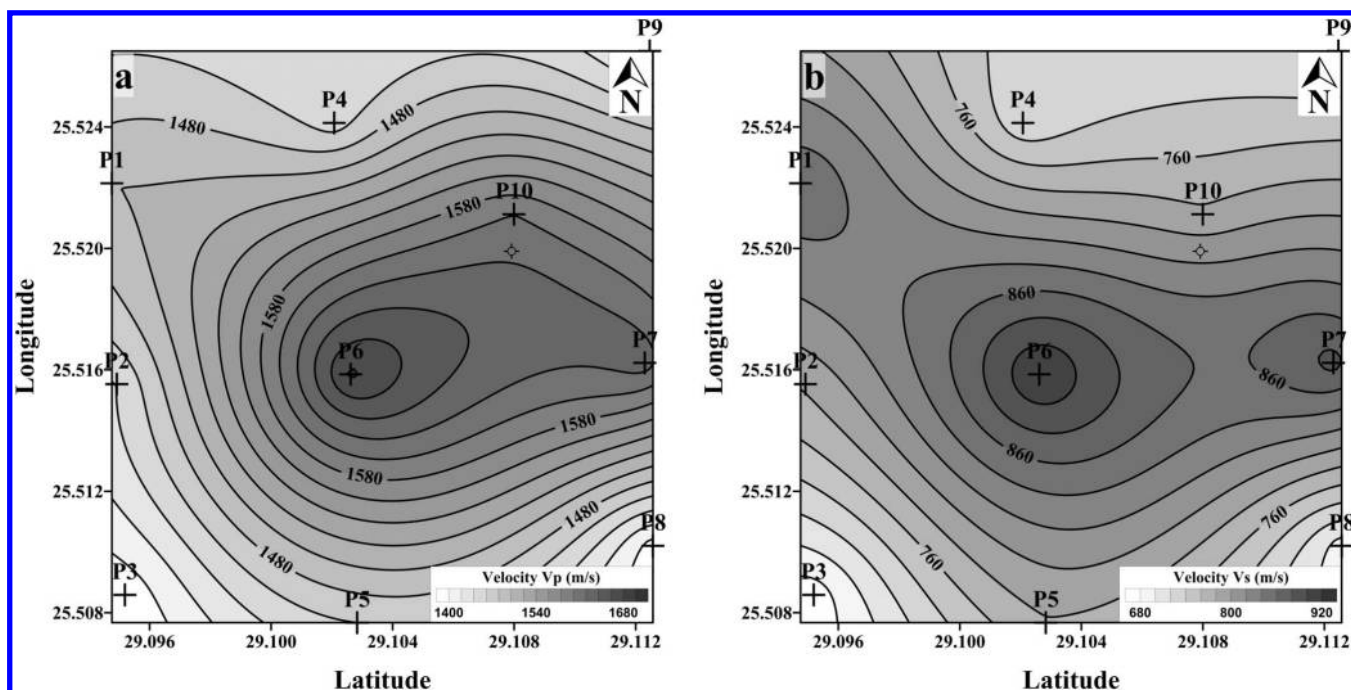 P9
P9
a
b
N
N
P4
P4
25.524
1480
1480
25.524
760
760
P1
P1
P10
P10
1580
25.520
25.520
1580
860
P6
P7
P6
P7
P2
P2
25.516
25.516
860
1580
1580
860
25.512
25.512
1480
760
P8
P8
1480
760
P3
P3
Velocity Vp (m/s)
1400 1540 1680
Velocity Vs (m/s)
680 800 920
P5
P5
25.508
25.508
29.096 29.100 29.104 29.108 29.112
29.096 29.100 29.104 29.108 29.112
Latitude
Latitude
Longitude
Longitude